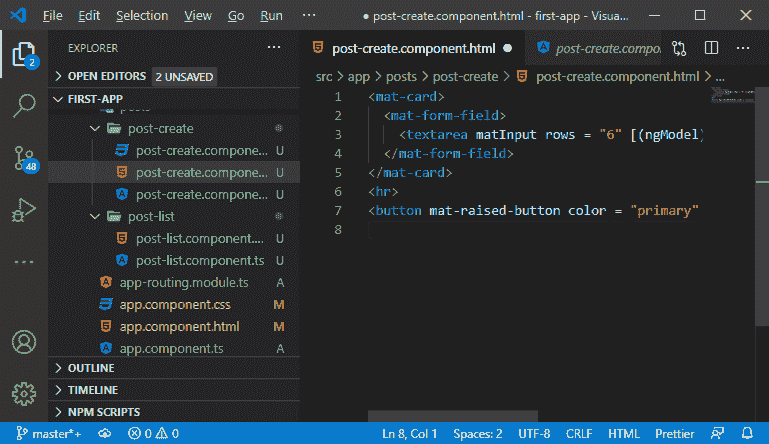 File Edit Selection View Go Run ··· ● post-create.component.html - first-app - Visua...
EXPLORER ···
OPEN EDITORS 2 UNSAVED
FIRST-APP
posts
post-create
post-create.compone... U
post-create.compone... U
post-create.compone... U
post-list
post-list.component.... U
post-list.component.ts U
app-routing.module.ts A
app.component.css M
app.component.html M
app.component.ts A
OUTLINE
TIMELINE
NPM SCRIPTS
2
48
post-create.component.html ● post-create.compo
src > app > posts > post-create > post-create.component.html > ...
1 <mat-card>
2 <mat-form-field>
3 <textarea matInput rows = "6" [(ngModel)
4 </mat-form-field>
5 </mat-card>
6 <hr>
7 <button mat-raised-button color = "primary"
8
master*+ 0 0 Ln 8, Col 1 Spaces: 2 UTF-8 CRLF HTML Prettier